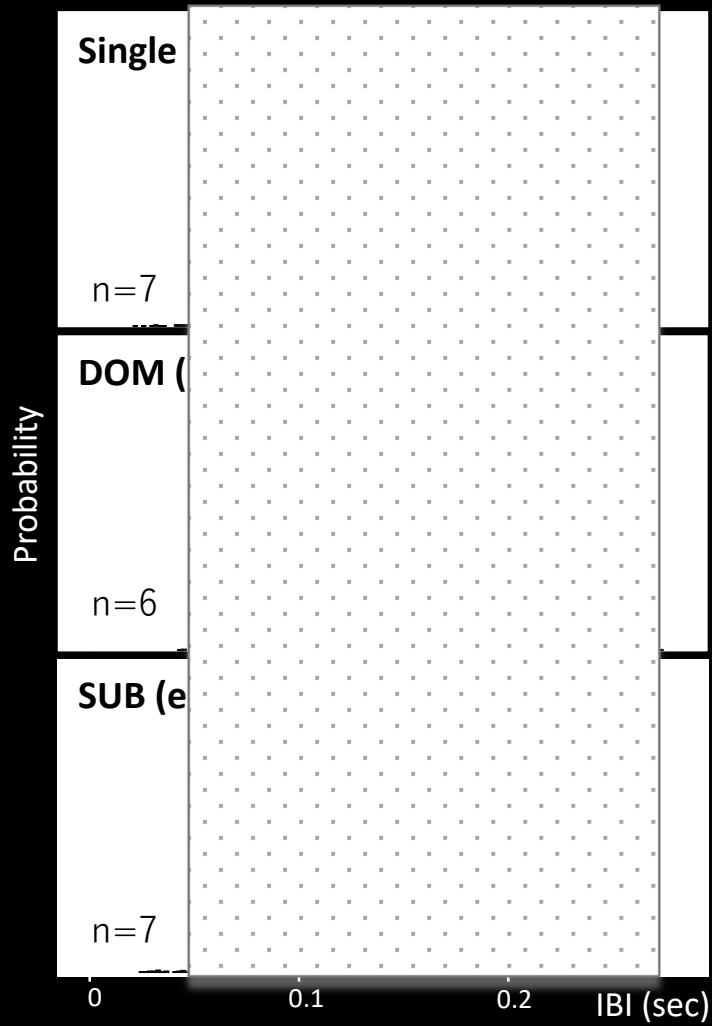 Single
n=7
DOM (
Probability
n=6
SUB (e
n=7
0 0.1 0.2 IBI (sec)